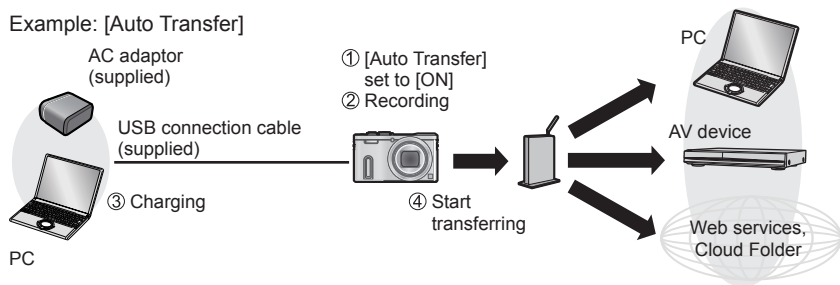 Example: [Auto Transfer]
AC adaptor
(supplied)
USB connection cable
(supplied)
③ Charging
PC
① [Auto Transfer]
set to [ON]
② Recording
④ Start
transferring
PC
AV device
Web services,
Cloud Folder